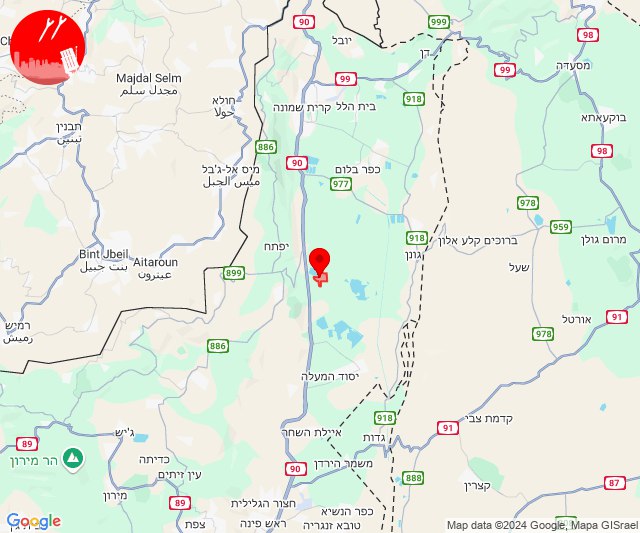 90
יובל
999
דן
98
99
מסעדה
99
Majdal Selm
مجدل سلم
חולא
حولا
קרית שמונה
בית הלל
918
בוקעאתא
תבנין
تبنين
886
98
מיס אל-ג'בל
ميس الجبل
90
כפר בלום
977
978
918
959
מרום גולן
ברוכים קלע אלון
יפתח
גונן
Bint Jbeil
بنت جبيل
Aitaroun
عيترون
899
שעל
רמיש
رميش
אורטל
91
978
886
יסוד המעלה
918
קדמת צבי
91
89
ג'יש
איילת השחר
גדות
הר מירון
כדיתה
עין זיתים
90
משמר הירדן
888
קצרין
87
מירון
89
חצור הגלילית
כפר הנשיא
צפת
ראש פינה
טובא זנגריה
Google
Map data ©2024 Google, Mapa GISrael